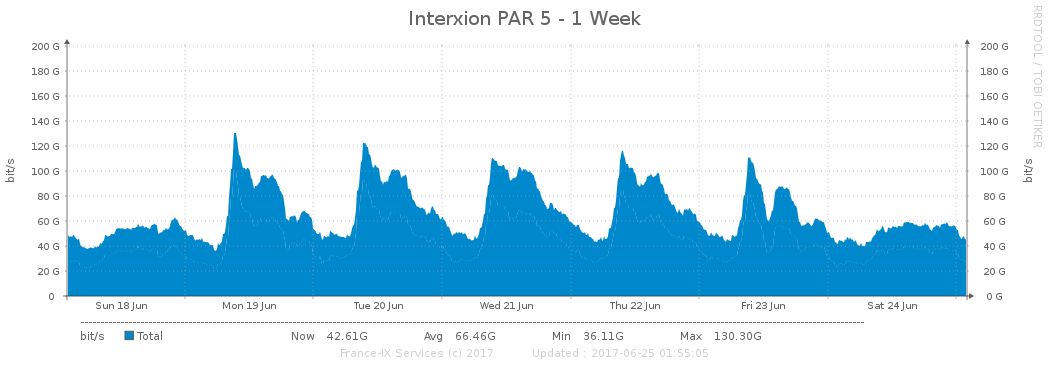 Interxion PAR 5 - 1 Week
RRDTOOL / TOBI OETIKER
bit/s
bit/s
200 G 200 G
180 G 180 G
160 G 160 G
140 G 140 G
120 G 120 G
100 G 100 G
80 G 80 G
60 G 60 G
40 G 40 G
20 G 20 G
0 0 G
Sun 18 Jun Mon 19 Jun Tue 20 Jun Wed 21 Jun Thu 22 Jun Fri 23 Jun Sat 24 Jun
bit/s Total Now 42.61G Avg 66.46G Min 36.11G Max 130.30G
France-IX Services (c) 2017 Updated : 2017-06-25 01:55:05